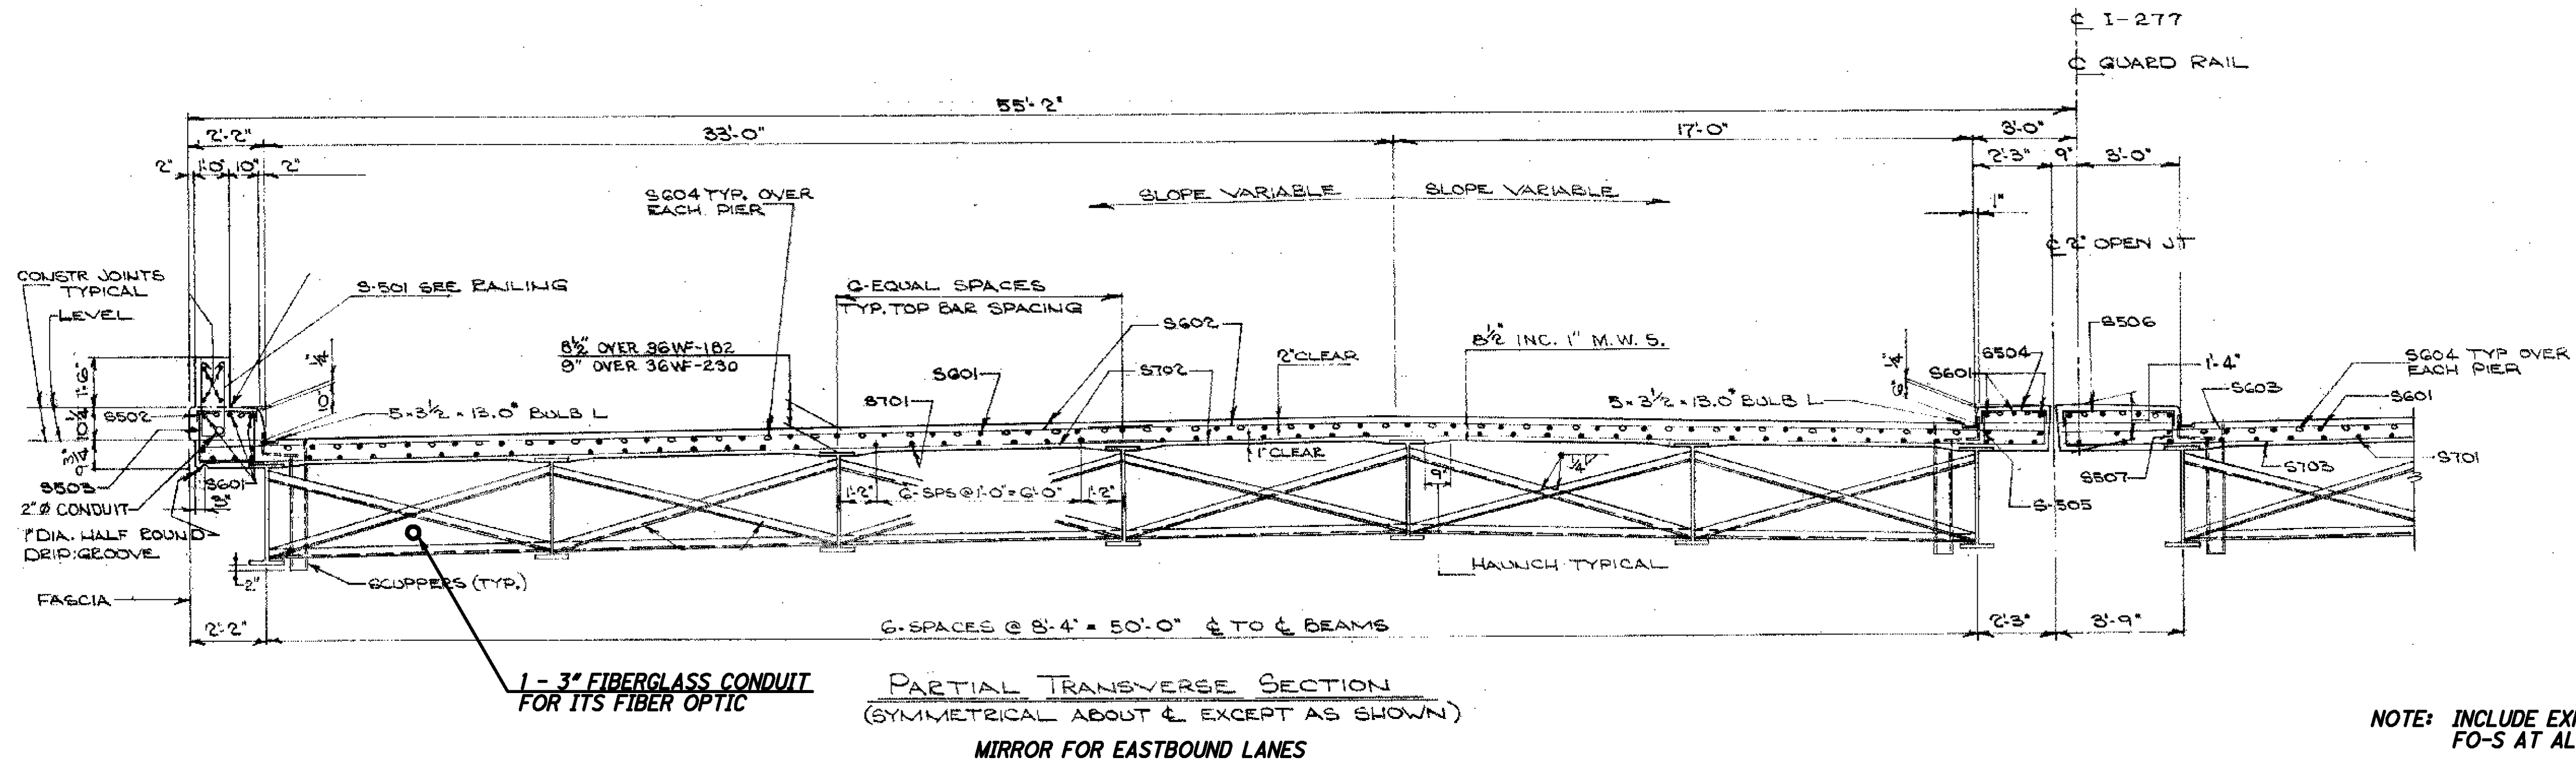 ℄ I-277
℄ GUARD RAIL
55'-2"
2'-2"
33'-0"
17'-0"
3'-0"
2"
1'-0"
10"
2"
2'-3"
9"
3'-0"
S604 TYP. OVER
EACH PIER
SLOPE VARIABLE
SLOPE VARIABLE
1"
℄ 2" OPEN JT
CONSTR JOINTS
TYPICAL
LEVEL
S-501 SEE RAILING
6-EQUAL SPACES
TYP. TOP BAR SPACING
S602
8½" OVER 36WF-182
9" OVER 36WF-230
S601
S702
2" CLEAR
8½" INC. 1" M.W.S.
S506
S504
S601
1'-4"
S604 TYP OVER
EACH PIER
S603
S601
1'-6"
10"
S502
5×3½×13.0# BULB L
S701
5×3½×13.0# BULB L
1" CLEAR
S503
S601
2"Ø CONDUIT
3"
1" DIA. HALF ROUND
DRIP GROOVE
1'-2"
6-SPS@1'-0"=6'-0"
1'-2"
9"
S507
S703
S701
S-505
2"
SCUPPERS (TYP.)
HAUNCH TYPICAL
FASCIA
2'-2"
6-SPACES @ 8'-4" = 50'-0" ℄ TO ℄ BEAMS
2'-3"
3'-9"
1 - 3" FIBERGLASS CONDUIT
FOR ITS FIBER OPTIC
PARTIAL TRANSVERSE SECTION
(SYMMETRICAL ABOUT ℄ EXCEPT AS SHOWN)
MIRROR FOR EASTBOUND LANES
NOTE: INCLUDE
FO-S AT